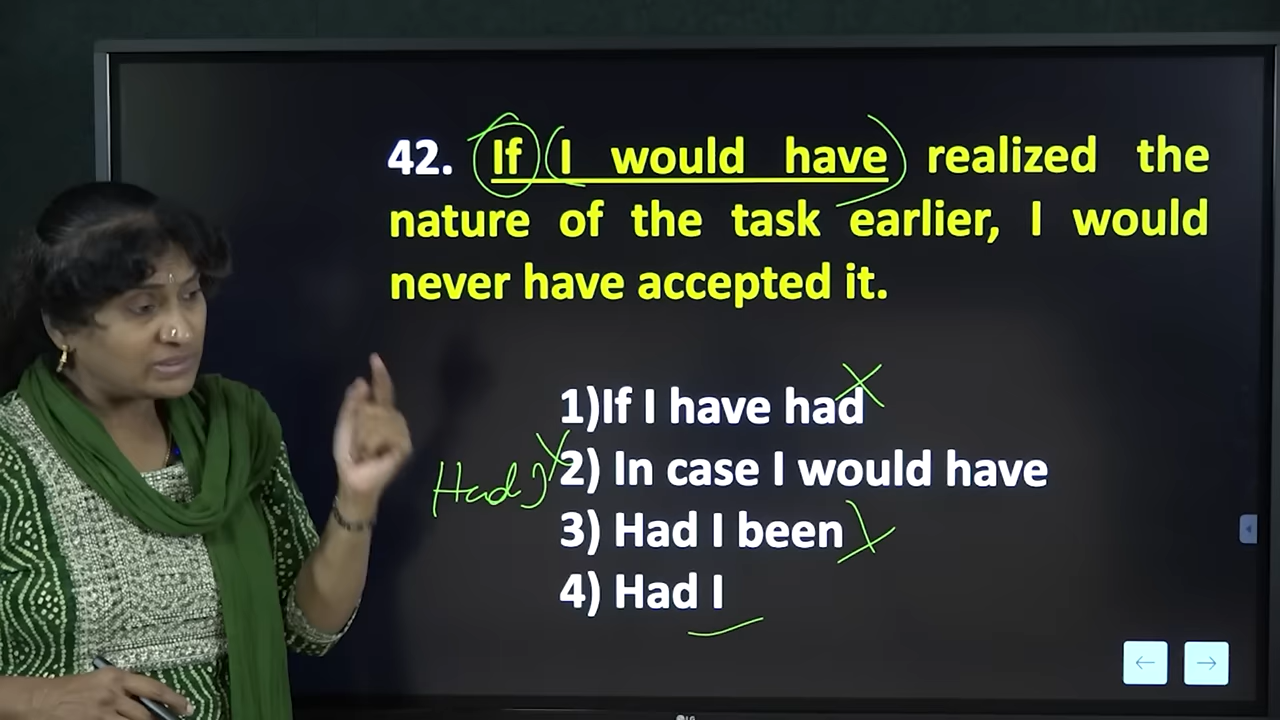 42. If I would have realized the
nature of the task earlier, I would
never have accepted it.
1)If I have had
Had I
2) In case I would have
3) Had I been
4) Had I
LG